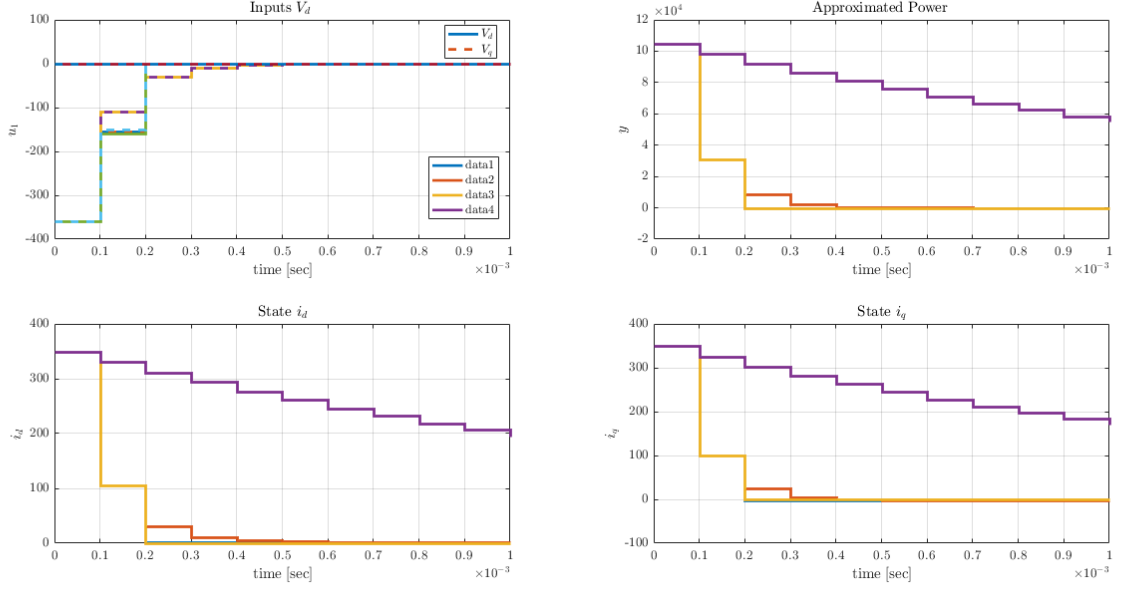 Inputs V_d
100
0
-100
-200
-300
-400
u_1
V_d
V_q
data1
data2
data3
data4
0 0.1 0.2 0.3 0.4 0.5 0.6 0.7 0.8 0.9 1
time [sec]
×10⁻³
Approximated Power
×10⁴
12
10
8
6
4
2
0
-2
y
0 0.1 0.2 0.3 0.4 0.5 0.6 0.7 0.8 0.9 1
time [sec]
×10⁻³
State i_d
400
300
200
100
0
i_d
0 0.1 0.2 0.3 0.4 0.5 0.6 0.7 0.8 0.9 1
time [sec]
×10⁻³
State i_q
400
300
200
100
0
-100
i_q
0 0.1 0.2 0.3 0.4 0.5 0.6 0.7 0.8 0.9 1
time [sec]
×10⁻³